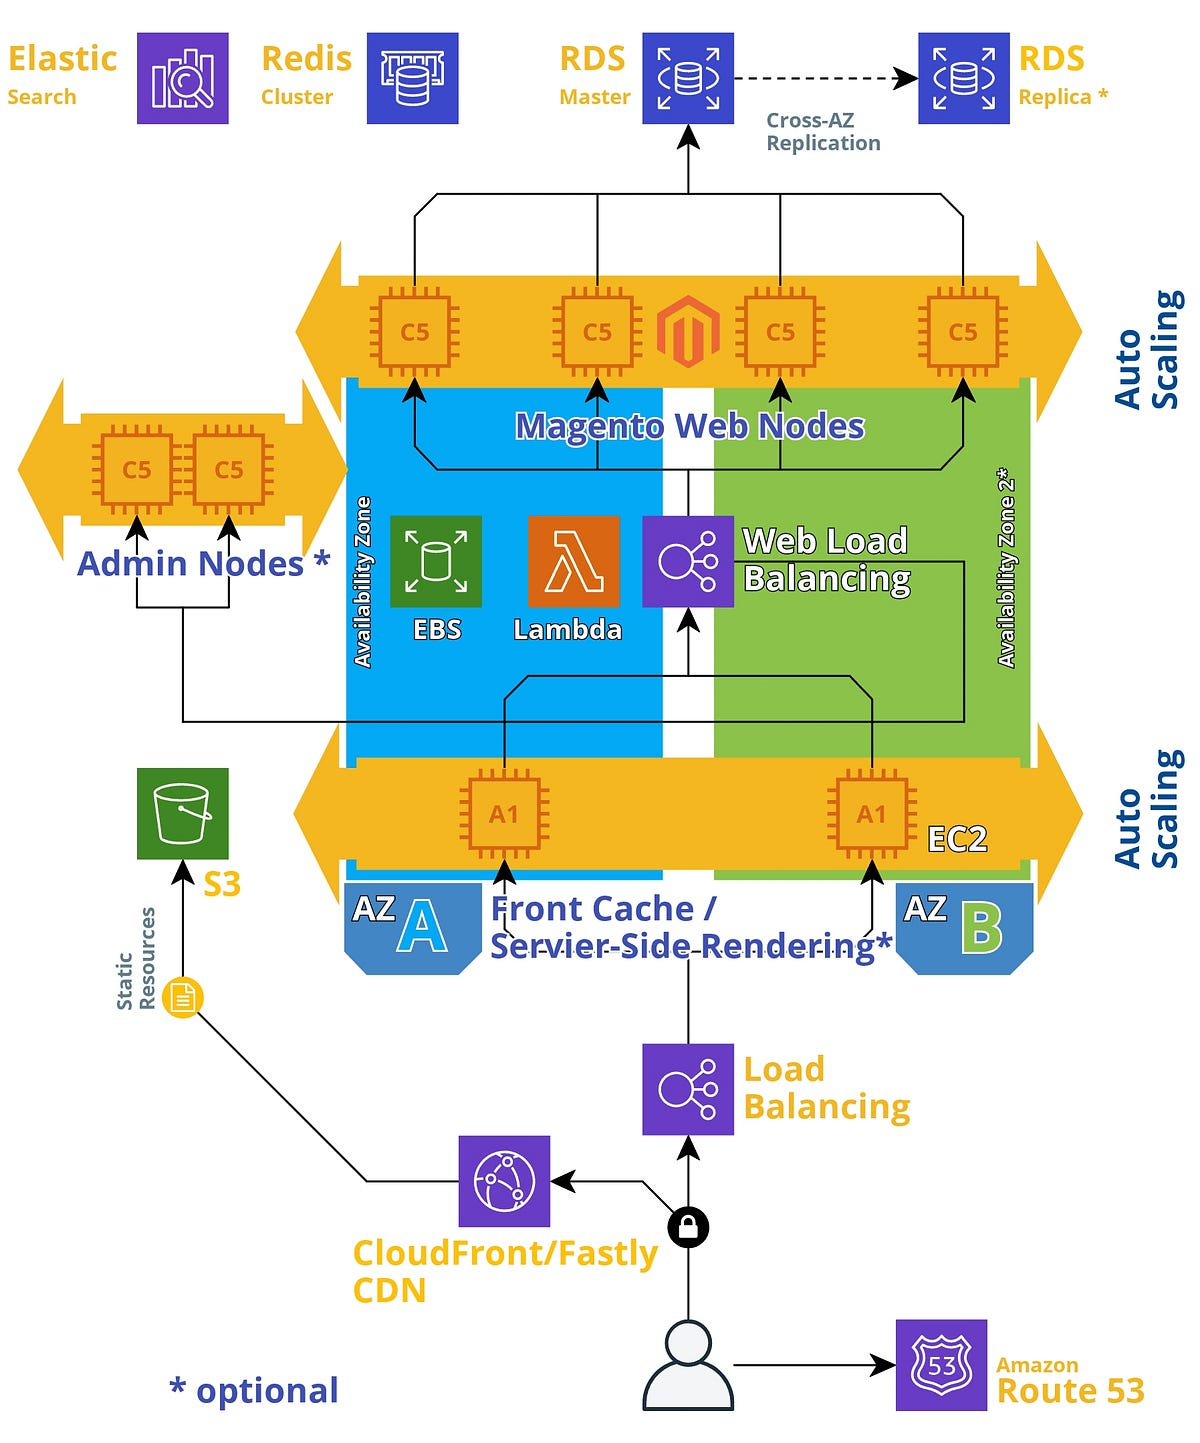 Elastic
Search
Redis
Cluster
RDS
Master
RDS
Replica *
Cross-AZ
Replication
C5
C5
C5
C5
Auto
Scaling
Magento Web Nodes
C5
C5
Admin Nodes *
Availability Zone
Availability Zone 2*
EBS
Lambda
Web Load
Balancing
A1
A1
EC2
Auto
Scaling
S3
Static
Resources
AZ A
Front Cache /
Servier-Side Rendering*
AZ B
Load
Balancing
CloudFront/Fastly
CDN
53
Amazon
Route 53
* optional